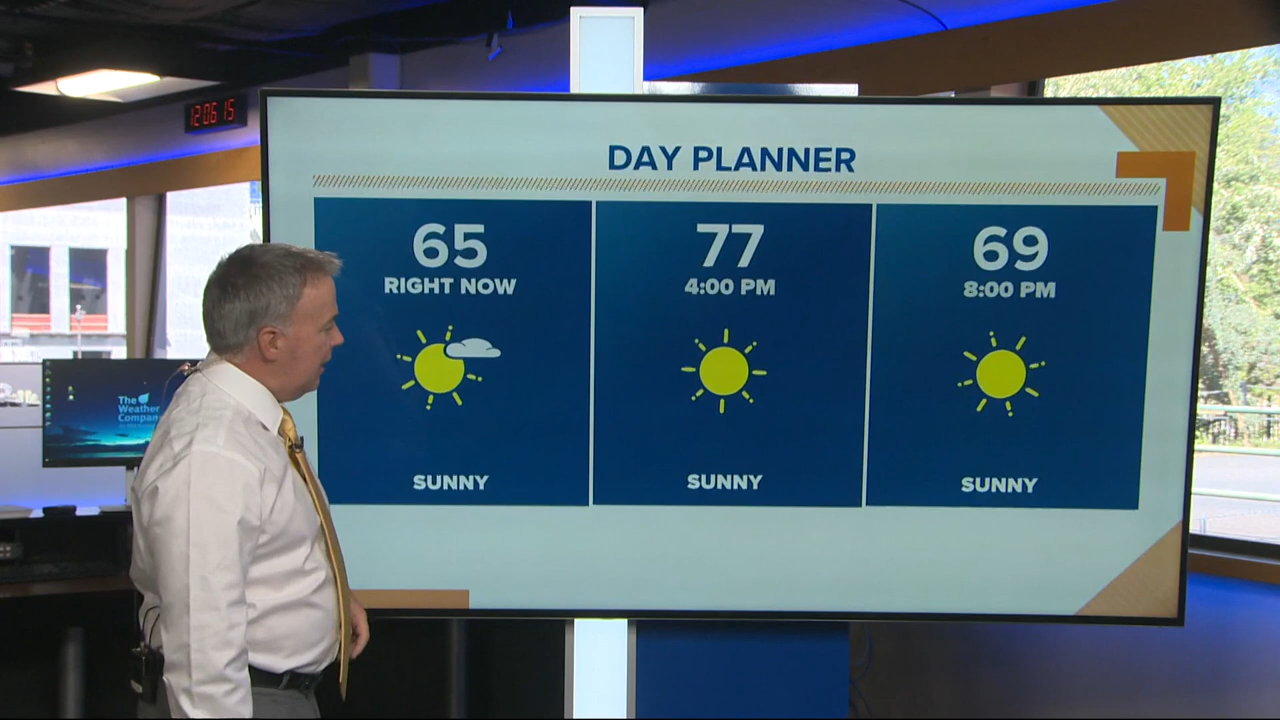 12:06:15
DAY PLANNER
65
RIGHT NOW
SUNNY
77
4:00 PM
SUNNY
69
8:00 PM
SUNNY
The
Weather
Compan